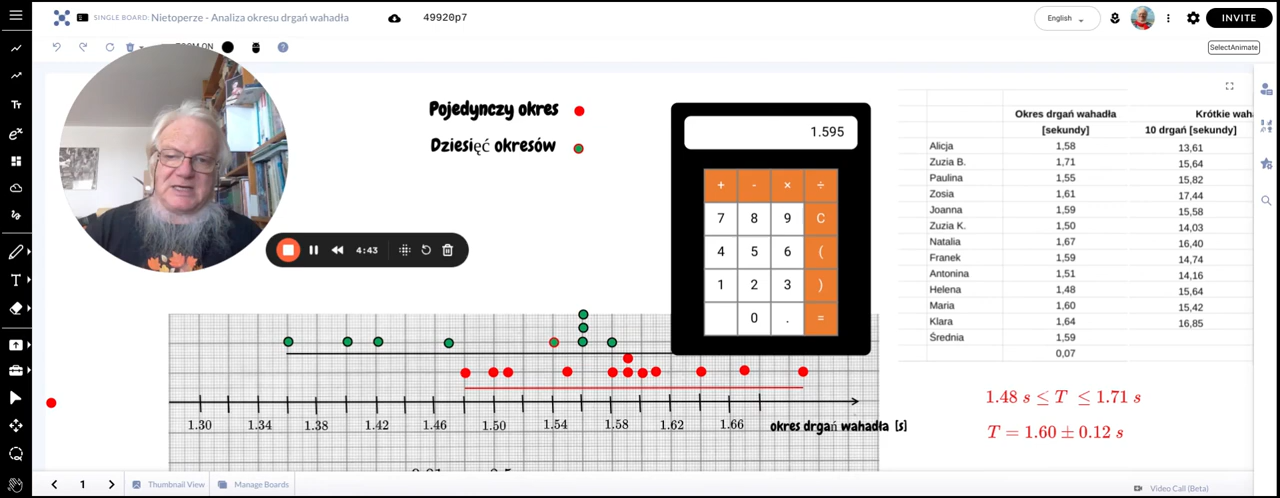 SINGLE BOARD: Nietoperze - Analiza okresu drgań wahadła
49920p7
English
INVITE
ON
SelectAnimate
Pojedynczy okres
Dziesięć okresów
1.595
+ - × ÷
7 8 9 C
4 5 6 (
1 2 3 )
0 . =
4:43
Okres drgań wahadła Krótkie wah
[sekundy] 10 drgań [sekundy]
Alicja 1,58 13,61
Zuzia B. 1,71 15,64
Paulina 1,55 15,82
Zosia 1,61 17,44
Joanna 1,59 15,58
Zuzia K. 1,50 14,03
Natalia 1,67 16,40
Franek 1,59 14,74
Antonina 1,51 14,16
Helena 1,48 15,64
Maria 1,60 15,42
Klara 1,64 16,85
Średnia 1,59
0,07
1.48 s ≤ T ≤ 1.71 s
T = 1.60 ± 0.12 s
1.30 1.34 1.38 1.42 1.46 1.50 1.54 1.58 1.62 1.66
okres drgań wahadła [s]
1
Thumbnail View
Manage Boards
Video Call (Beta)